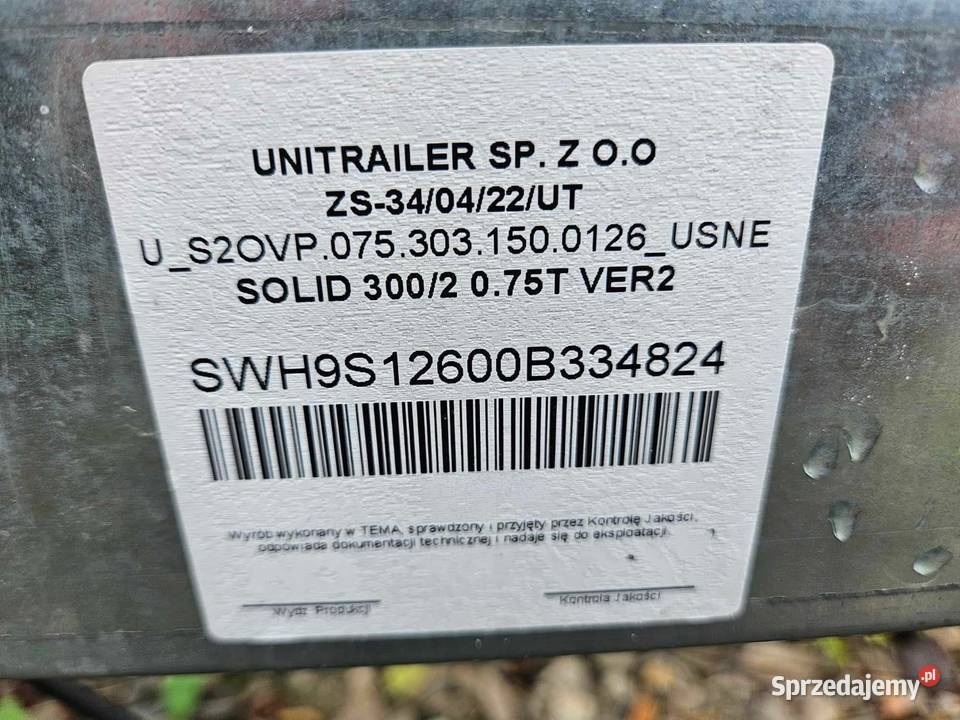 UNITRAILER SP. Z O.O
ZS-34/04/22/UT
U_S2OVP.075.303.150.0126_USNE
SOLID 300/2 0.75T VER2
SWH9S12600B334824
Wyrób wykonany w TEMA, sprawdzony i przyjęty przez Kontrolę Jakości,
odpowiada dokumentacji technicznej i nadaje się do eksploatacji.
Wydz. Produkcji
Kontrola Jakości
Sprzedajemy.pl